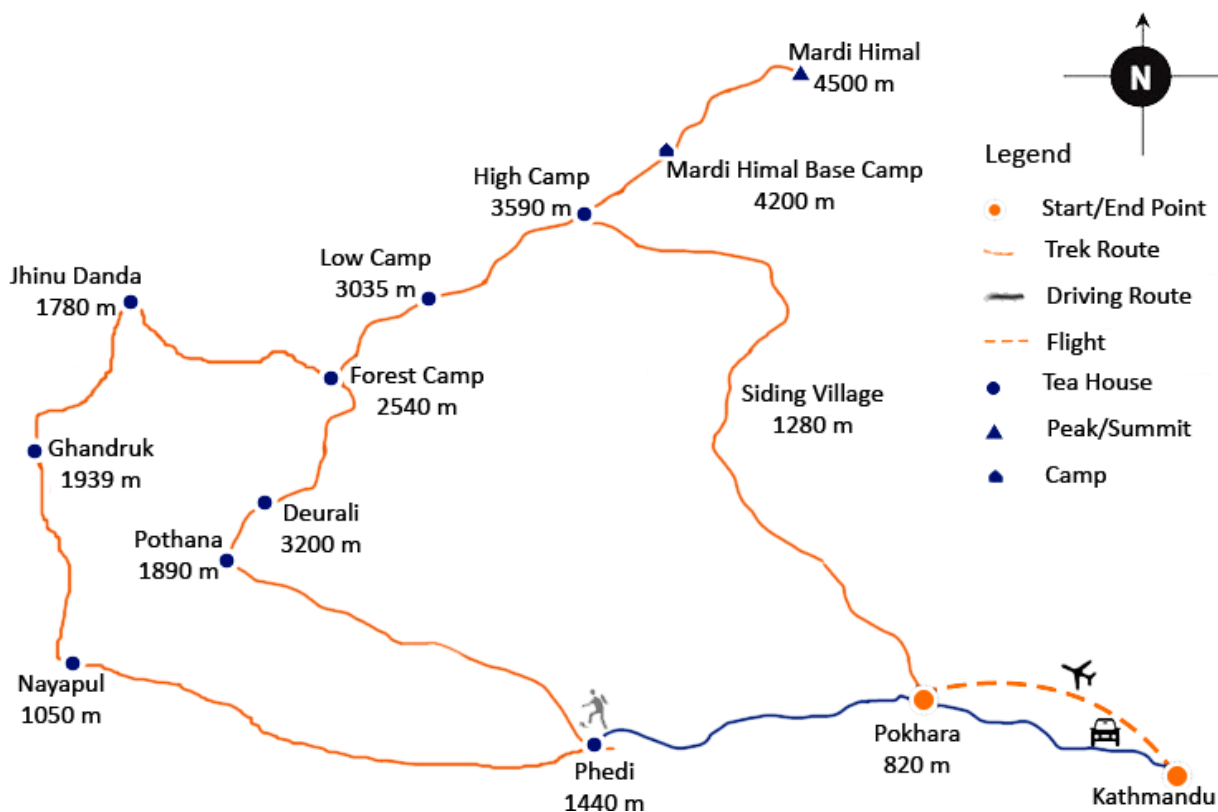 Mardi Himal
4500 m
N
Legend
High Camp
3590 m
Mardi Himal Base Camp
4200 m
Start/End Point
Trek Route
Low Camp
3035 m
Jhinu Danda
1780 m
Driving Route
Flight
Forest Camp
2540 m
Tea House
Siding Village
1280 m
Peak/Summit
Ghandruk
1939 m
Camp
Deurali
3200 m
Pothana
1890 m
Nayapul
1050 m
Pokhara
820 m
Phedi
1440 m
Kathmandu